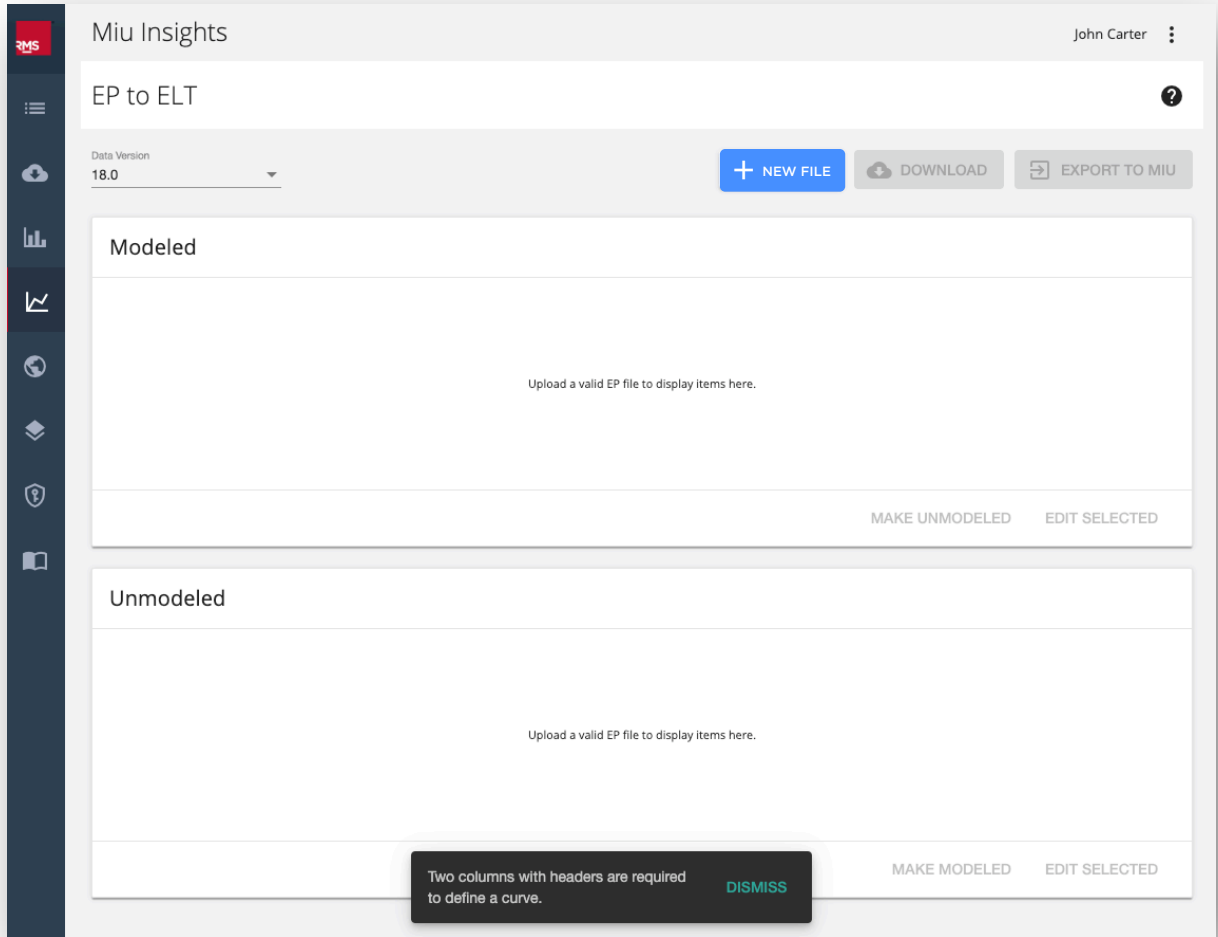 RMS
Miu Insights
John Carter
EP to ELT
Data Version
18.0
NEW FILE
DOWNLOAD
EXPORT TO MIU
Modeled
Upload a valid EP file to display items here.
MAKE UNMODELED
EDIT SELECTED
Unmodeled
Upload a valid EP file to display items here.
MAKE MODELED
EDIT SELECTED
Two columns with headers are required
to define a curve.
DISMISS